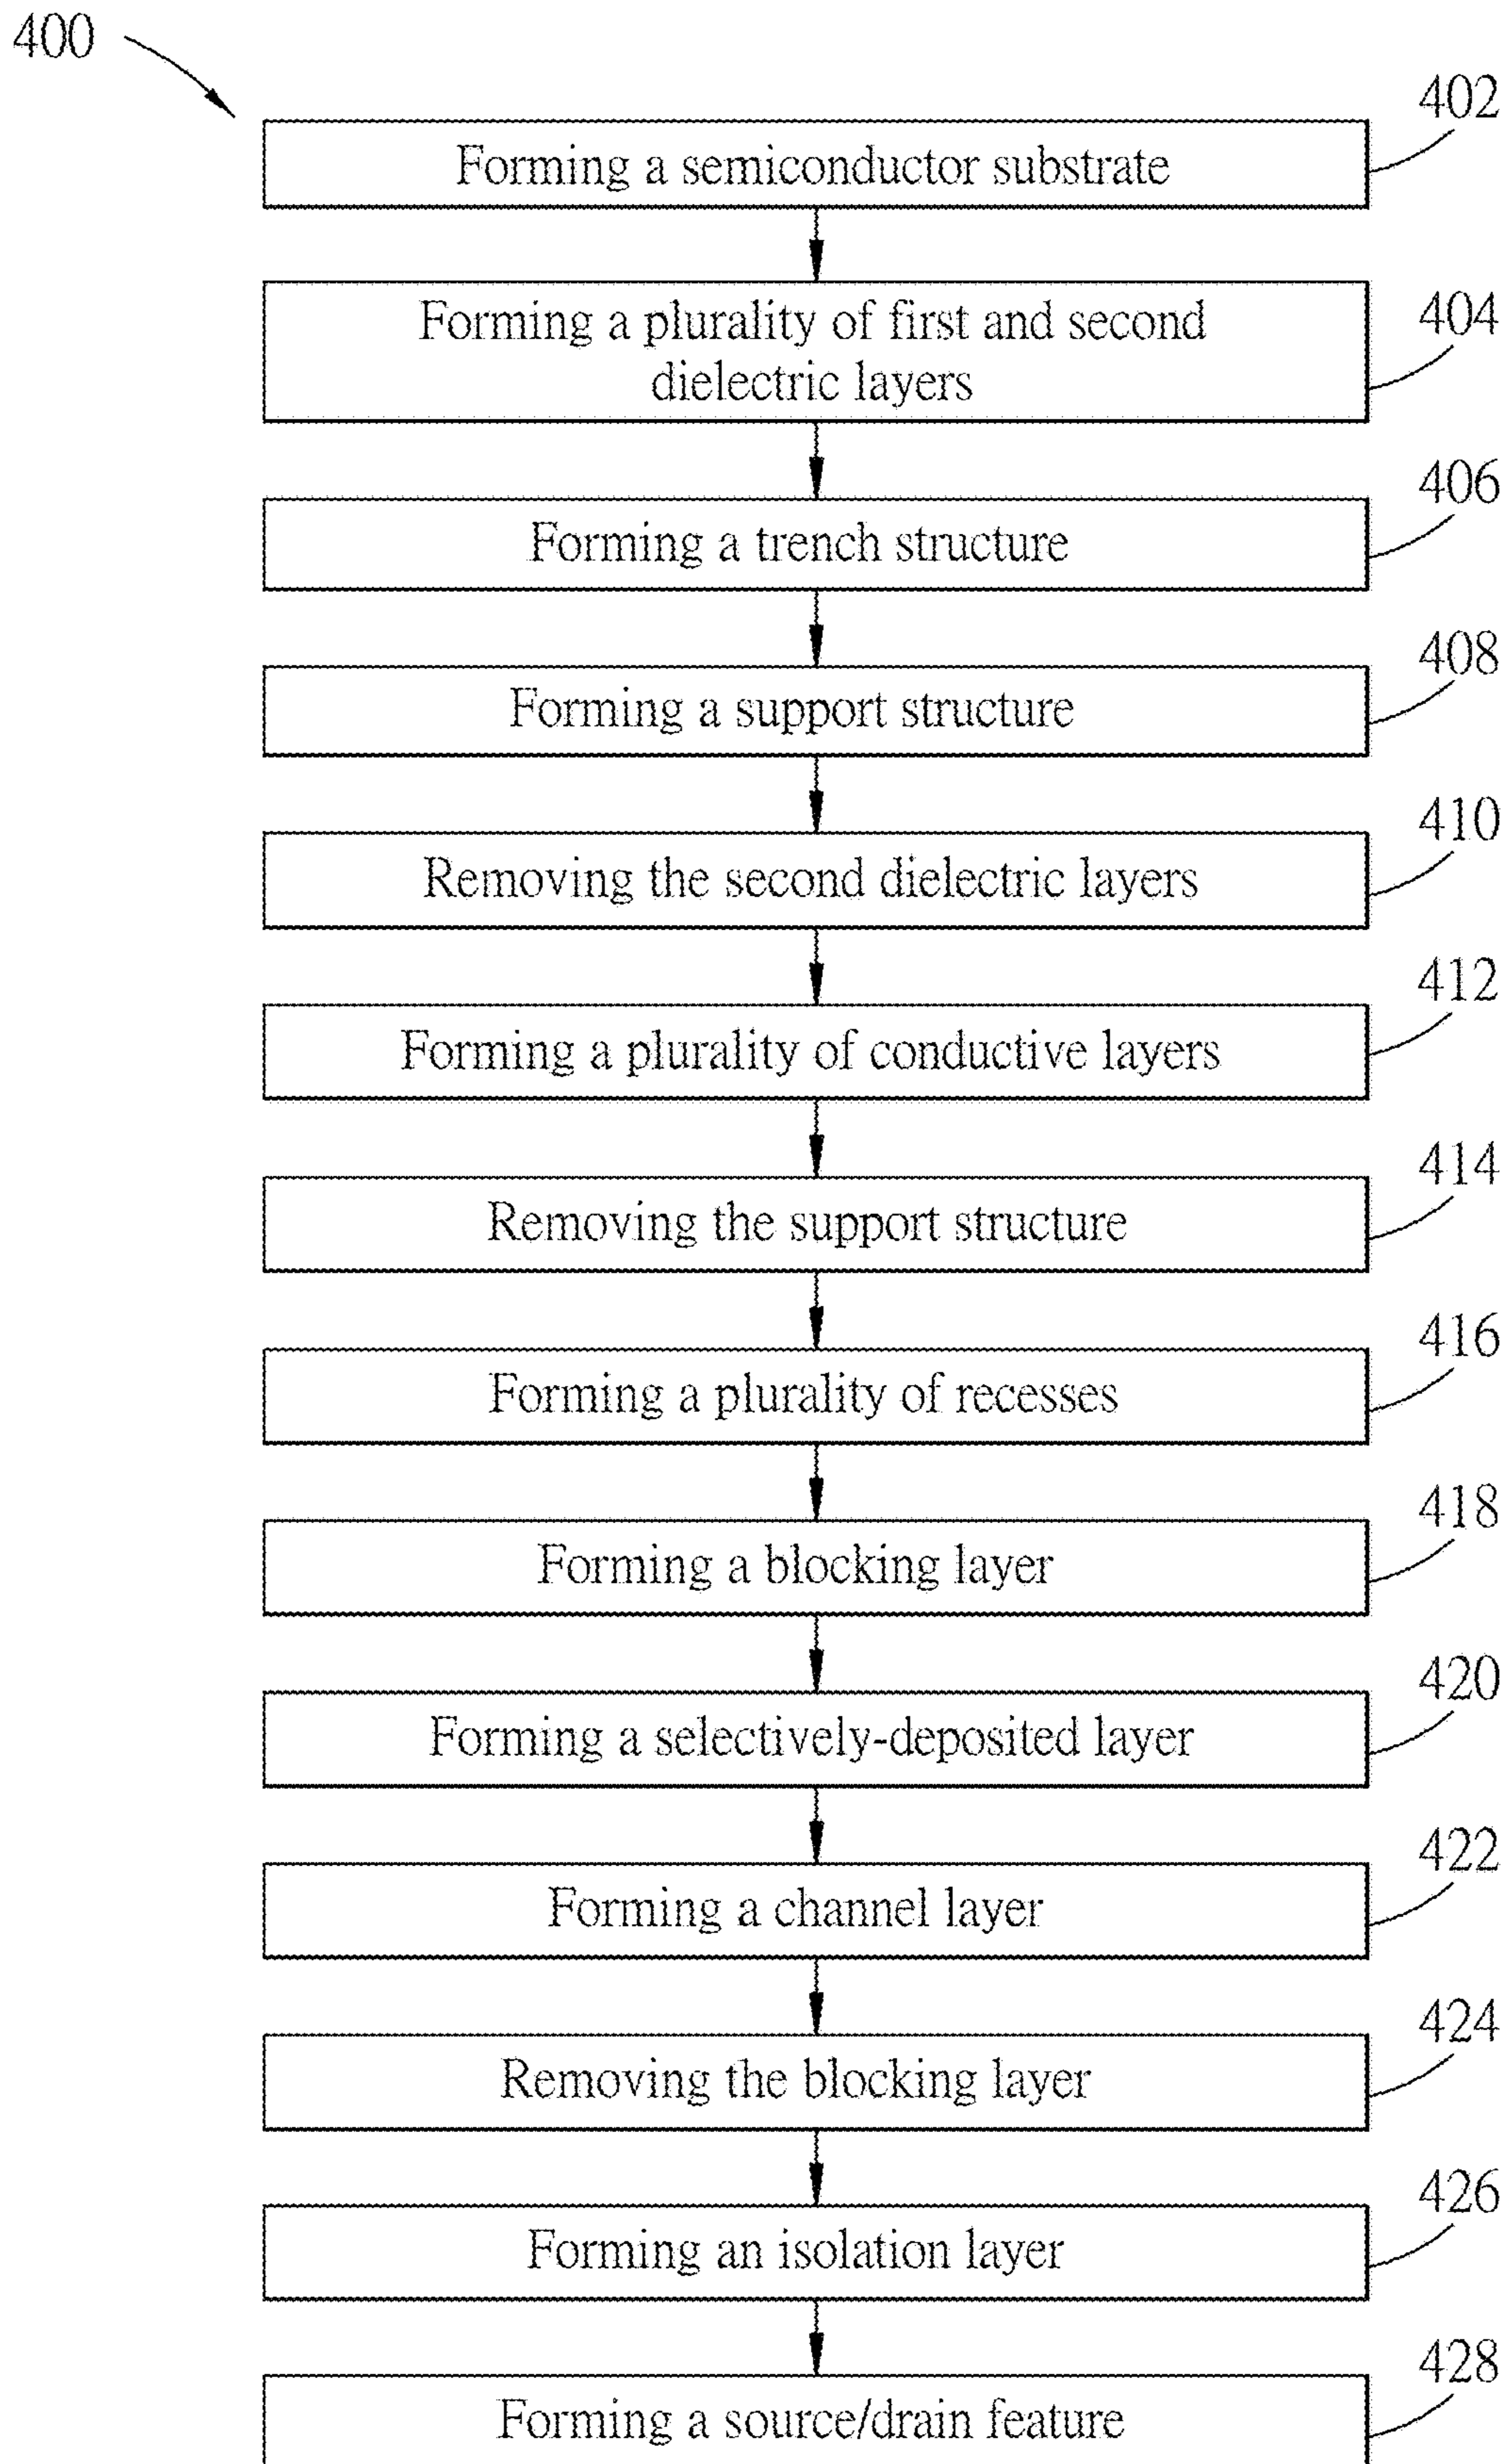 400
402
Forming a semiconductor substrate
404
Forming a plurality of first and second
dielectric layers
406
Forming a trench structure
408
Forming a support structure
410
Removing the second dielectric layers
412
Forming a plurality of conductive layers
414
Removing the support structure
416
Forming a plurality of recesses
418
Forming a blocking layer
420
Forming a selectively-deposited layer
422
Forming a channel layer
424
Removing the blocking layer
426
Forming an isolation layer
428
Forming a source/drain feature